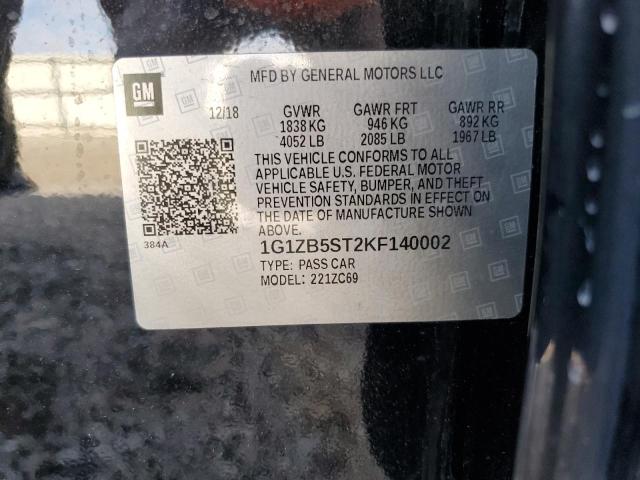 GM
MFD BY GENERAL MOTORS LLC
12/18 GVWR GAWR FRT GAWR RR
1838 KG 946 KG 892 KG
4052 LB 2085 LB 1967 LB
THIS VEHICLE CONFORMS TO ALL
APPLICABLE U.S. FEDERAL MOTOR
VEHICLE SAFETY, BUMPER, AND THEFT
PREVENTION STANDARDS IN EFFECT ON
THE DATE OF MANUFACTURE SHOWN
ABOVE.
384A
1G1ZB5ST2KF140002
TYPE: PASS CAR
MODEL: 221ZC69